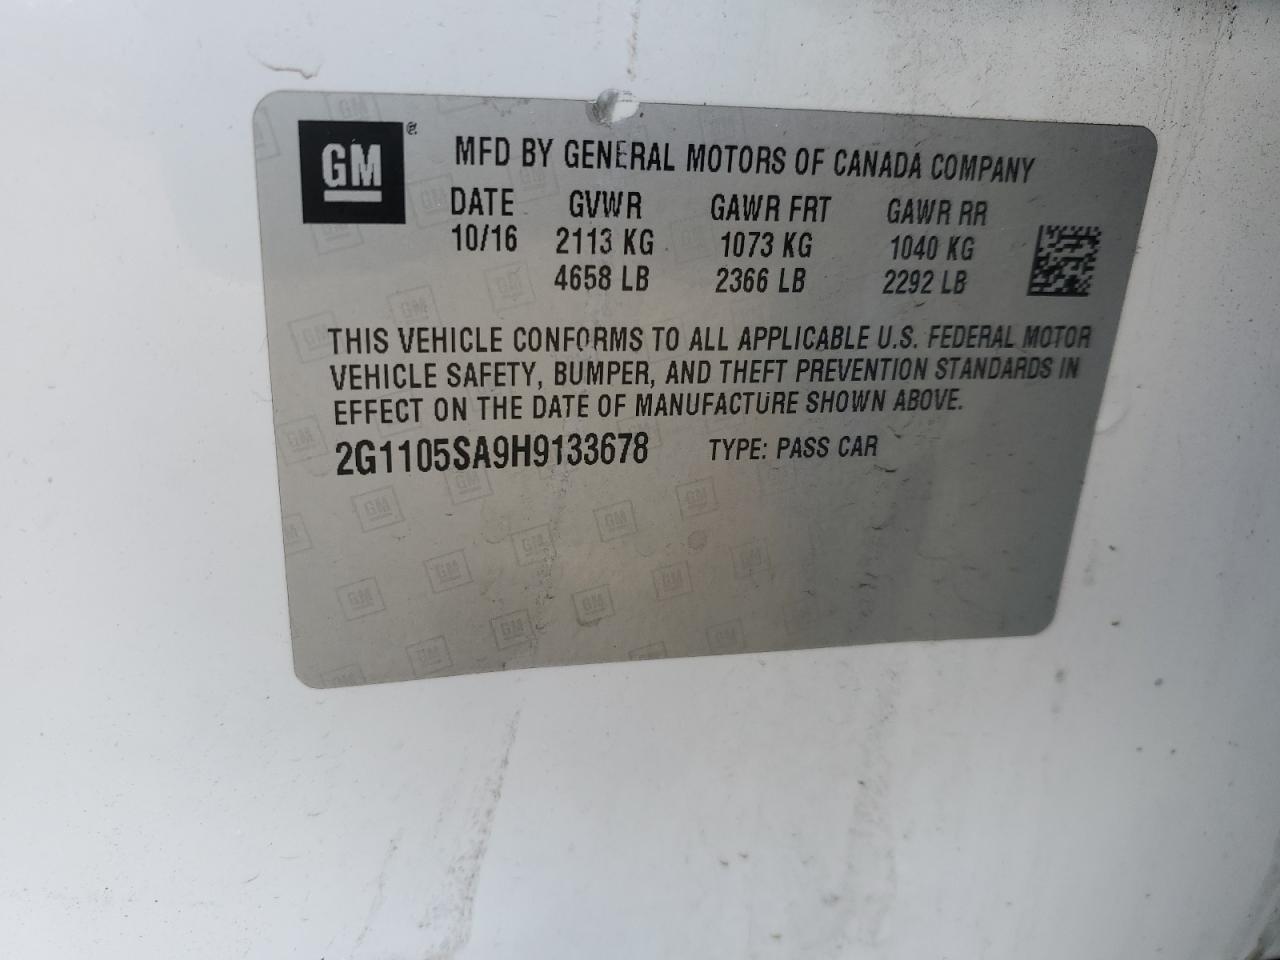 GM
MFD BY GENERAL MOTORS OF CANADA COMPANY
DATE GVWR GAWR FRT GAWR RR
10/16 2113 KG 1073 KG 1040 KG
4658 LB 2366 LB 2292 LB
THIS VEHICLE CONFORMS TO ALL APPLICABLE U.S. FEDERAL MOTOR
VEHICLE SAFETY, BUMPER, AND THEFT PREVENTION STANDARDS IN
EFFECT ON THE DATE OF MANUFACTURE SHOWN ABOVE.
2G1105SA9H9133678 TYPE: PASS CAR